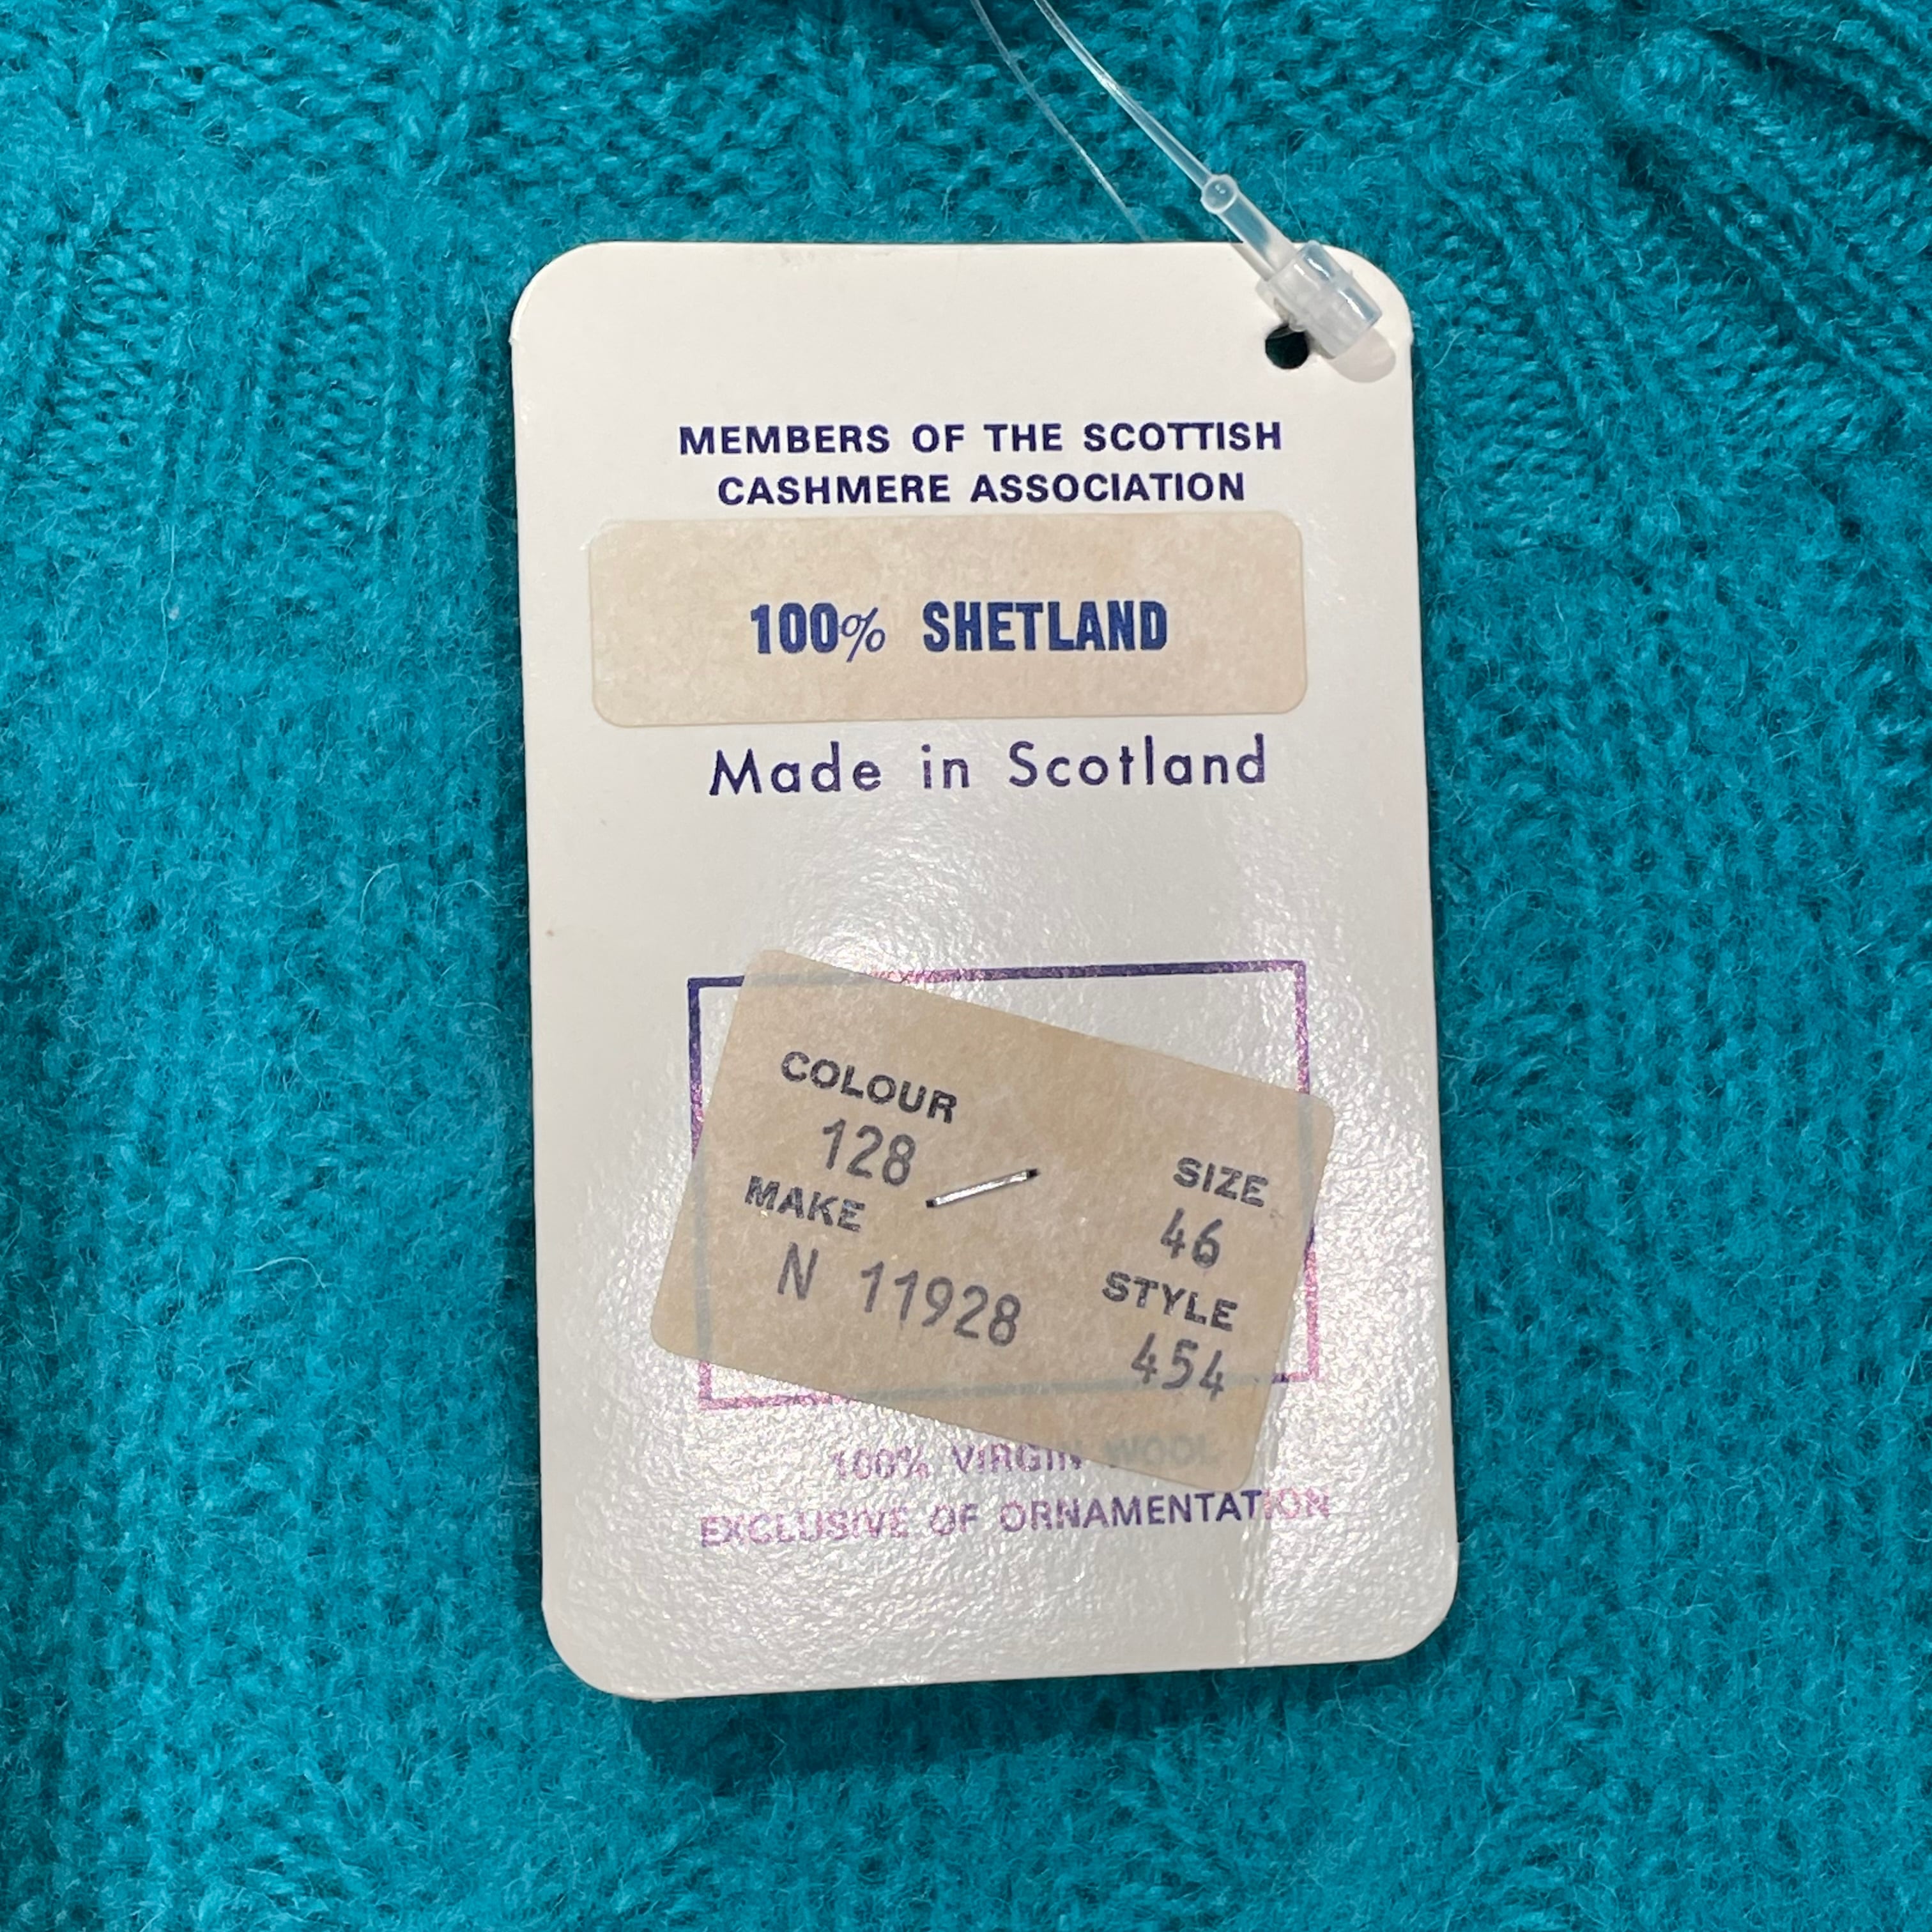 MEMBERS OF THE SCOTTISH
CASHMERE ASSOCIATION
100% SHETLAND
Made in Scotland
COLOUR
128
MAKE
N 11928
SIZE
46
STYLE
454
100% VIRGIN WOOL
EXCLUSIVE OF ORNAMENTATION